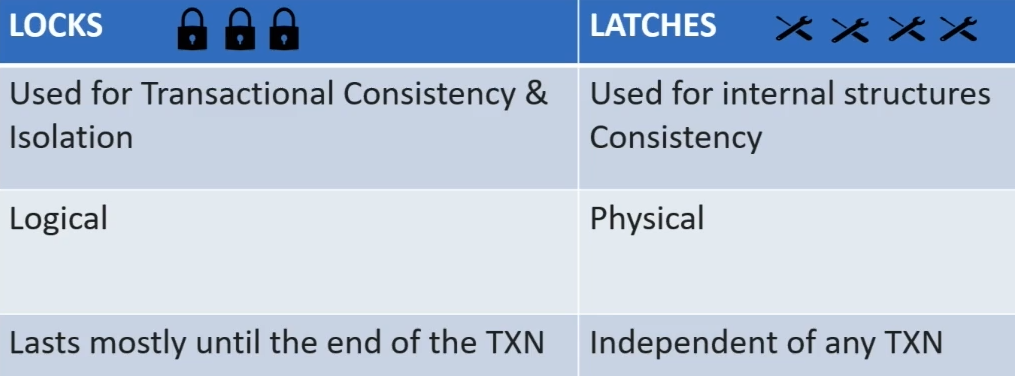 LOCKS
LATCHES
Used for Transactional Consistency &
Isolation
Used for internal structures
Consistency
Logical
Physical
Lasts mostly until the end of the TXN
Independent of any TXN